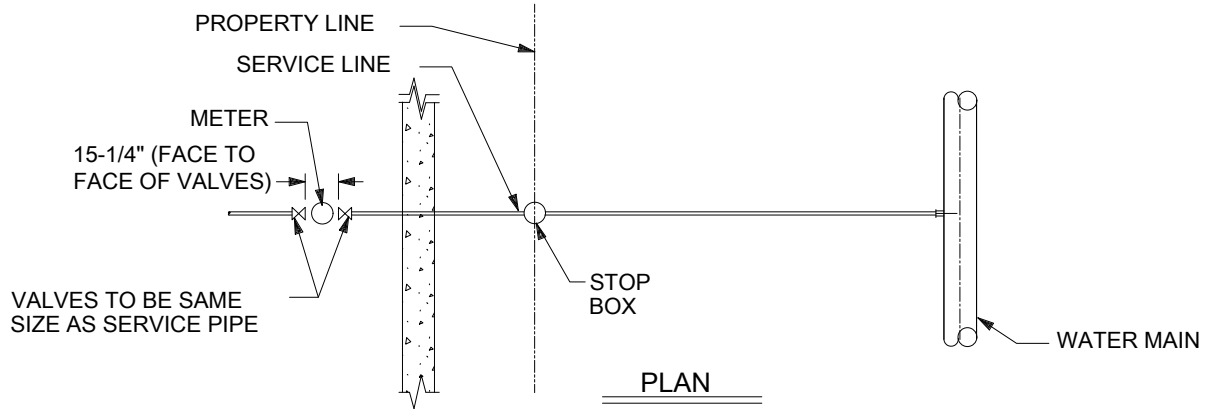 PROPERTY LINE
SERVICE LINE
METER
15-1/4" (FACE TO
FACE OF VALVES)
VALVES TO BE SAME
SIZE AS SERVICE PIPE
STOP
BOX
WATER MAIN
PLAN